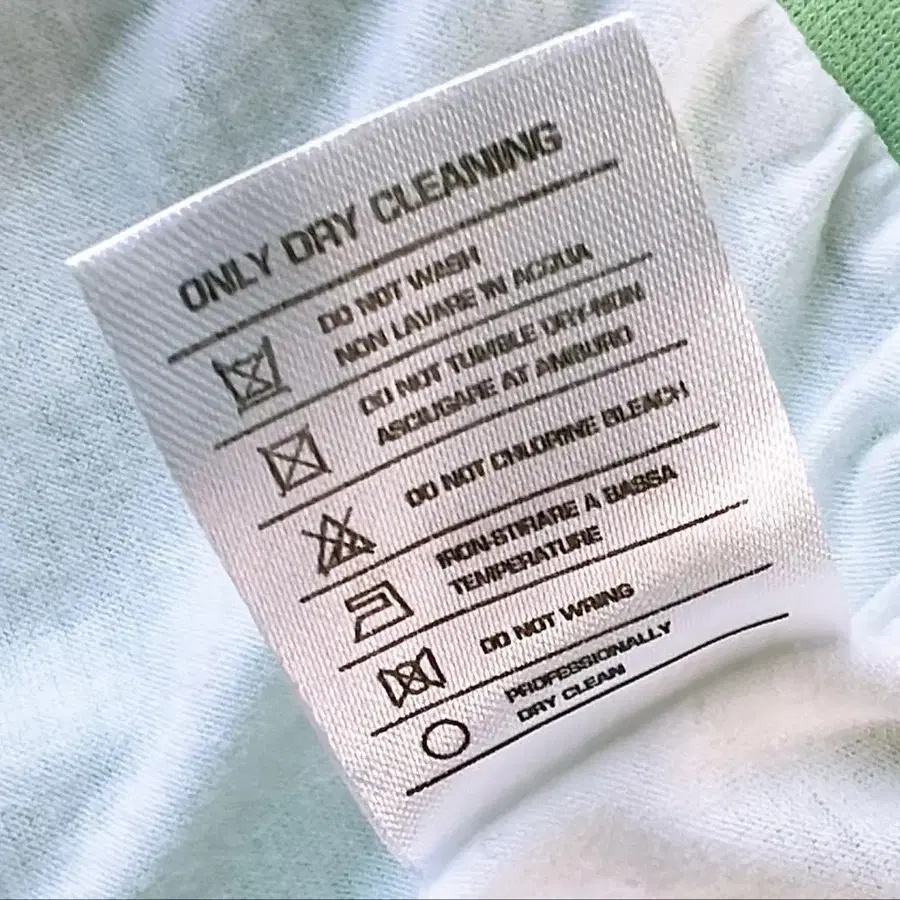 ONLY DRY CLEANING
DO NOT WASH
NON LAVARE IN ACQUA
DO NOT TUMBLE DRY-NON
ASCIUGARE AT AMBURO
DO NOT CHLORINE BLEACH
IRON-STIRARE A BASSA
TEMPERATURE
DO NOT WRING
PROFESSIONALLY
DRY CLEAN